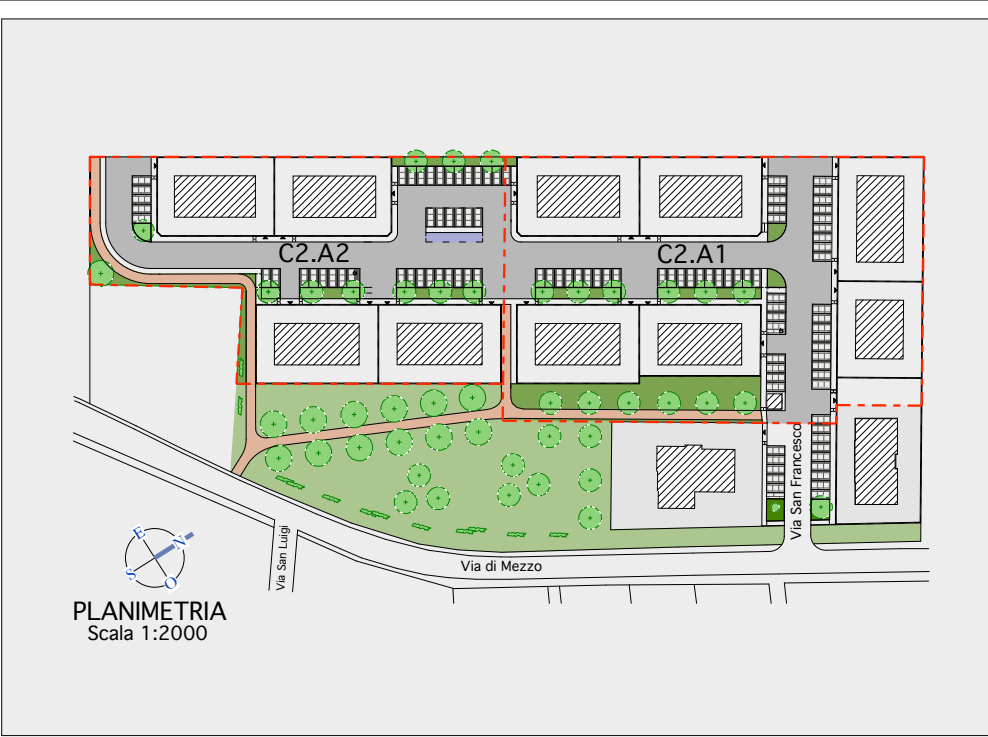 C2.A2
C2.A1
Via San Francesco
Via San Luigi
Via di Mezzo
E
N
S
O
PLANIMETRIA
Scala 1:2000